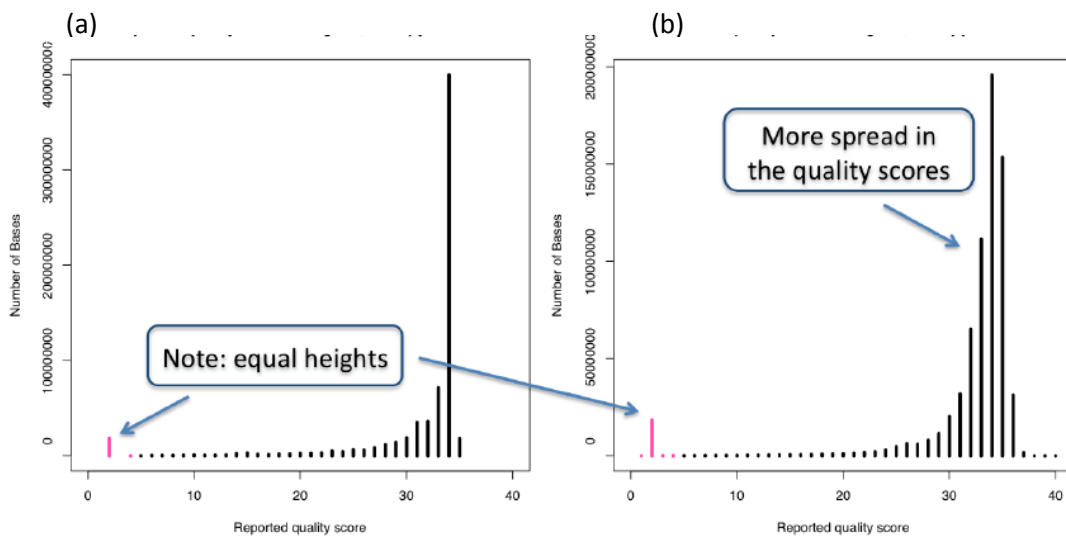 (a)
400000000
300000000
200000000
100000000
0
Number of Bases
Note: equal heights
0
10
20
30
40
Reported quality score
(b)
200000000
150000000
100000000
50000000
0
Number of Bases
More spread in
the quality scores
0
10
20
30
40
Reported quality score